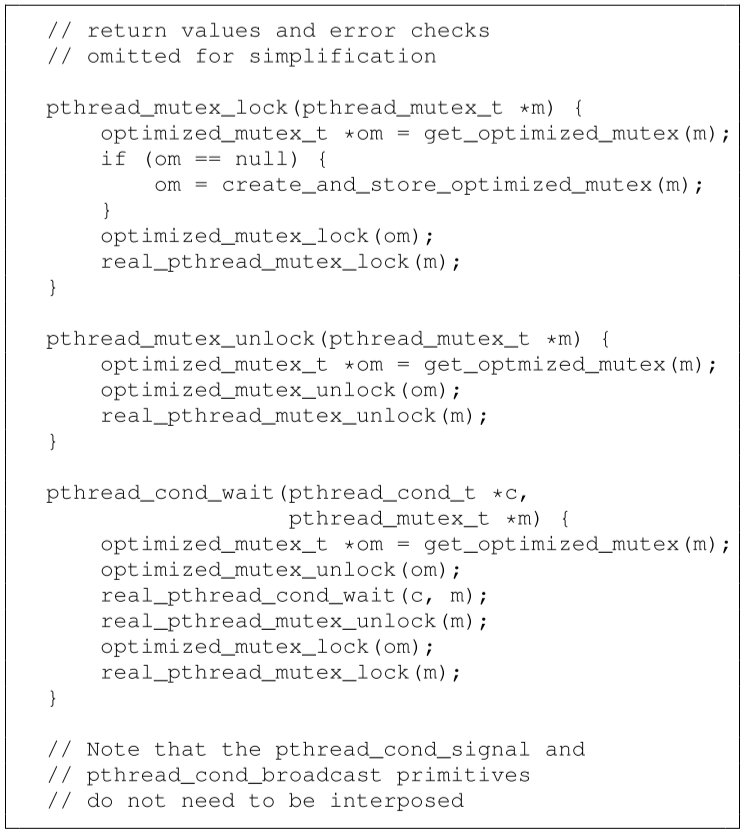 // return values and error checks
// omitted for simplification

pthread_mutex_lock(pthread_mutex_t *m) {
    optimized_mutex_t *om = get_optimized_mutex(m);
    if (om == null) {
        om = create_and_store_optimized_mutex(m);
    }
    optimized_mutex_lock(om);
    real_pthread_mutex_lock(m);
}

pthread_mutex_unlock(pthread_mutex_t *m) {
    optimized_mutex_t *om = get_optmized_mutex(m);
    optimized_mutex_unlock(om);
    real_pthread_mutex_unlock(m);
}

pthread_cond_wait(pthread_cond_t *c,
                  pthread_mutex_t *m) {
    optimized_mutex_t *om = get_optimized_mutex(m);
    optimized_mutex_unlock(om);
    real_pthread_cond_wait(c, m);
    real_pthread_mutex_unlock(m);
    optimized_mutex_lock(om);
    real_pthread_mutex_lock(m);
}

// Note that the pthread_cond_signal and
// pthread_cond_broadcast primitives
// do not need to be interposed